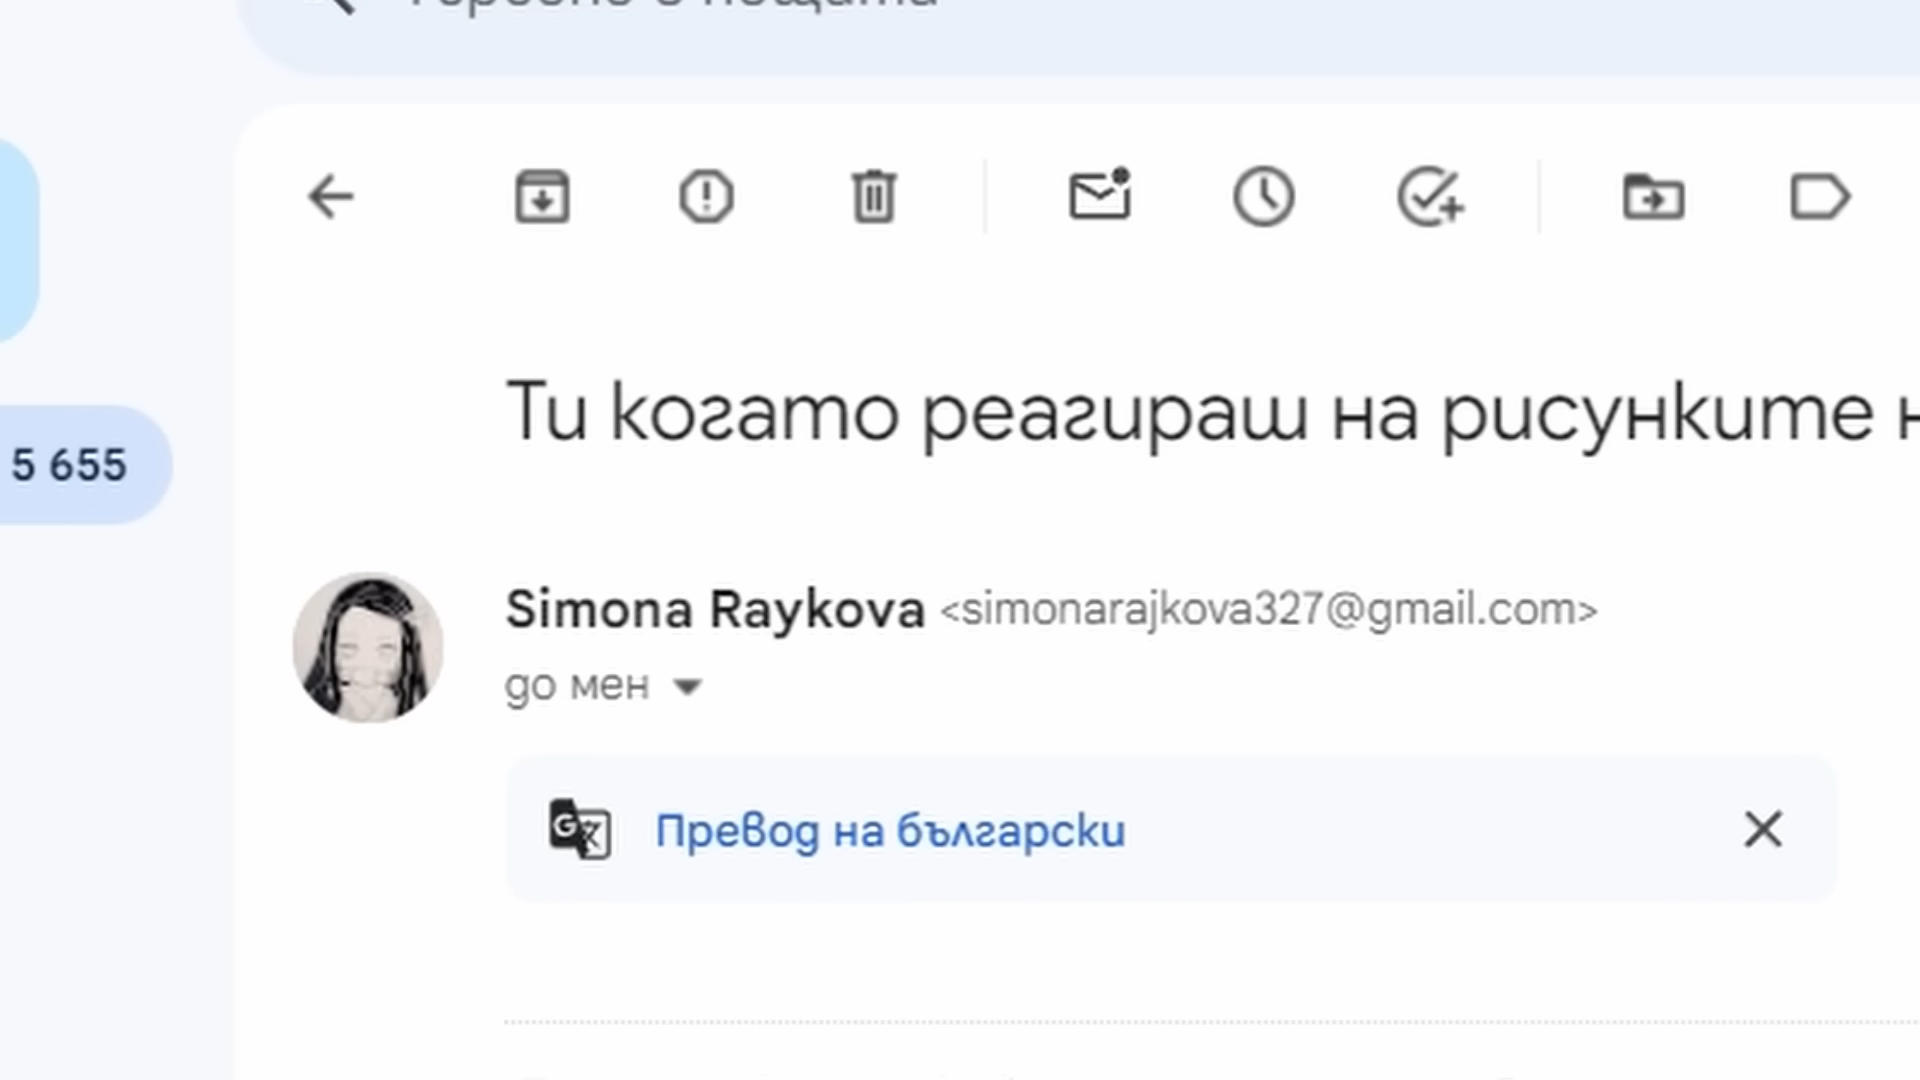 Ти когато реагираш на рисунките
5 655
Simona Raykova <simonarajkova327@gmail.com>
до мен
Превод на български